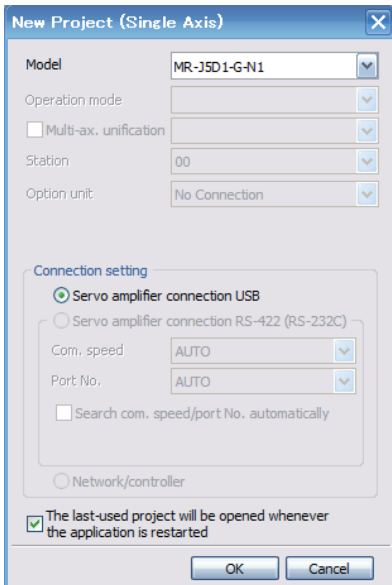 New Project (Single Axis)
Model MR-J5D1-G-N1
Operation mode
Multi-ax. unification
Station 00
Option unit No Connection
Connection setting
Servo amplifier connection USB
Servo amplifier connection RS-422 (RS-232C)
Com. speed AUTO
Port No. AUTO
Search com. speed/port No. automatically
Network/controller
The last-used project will be opened whenever
the application is restarted
OK Cancel